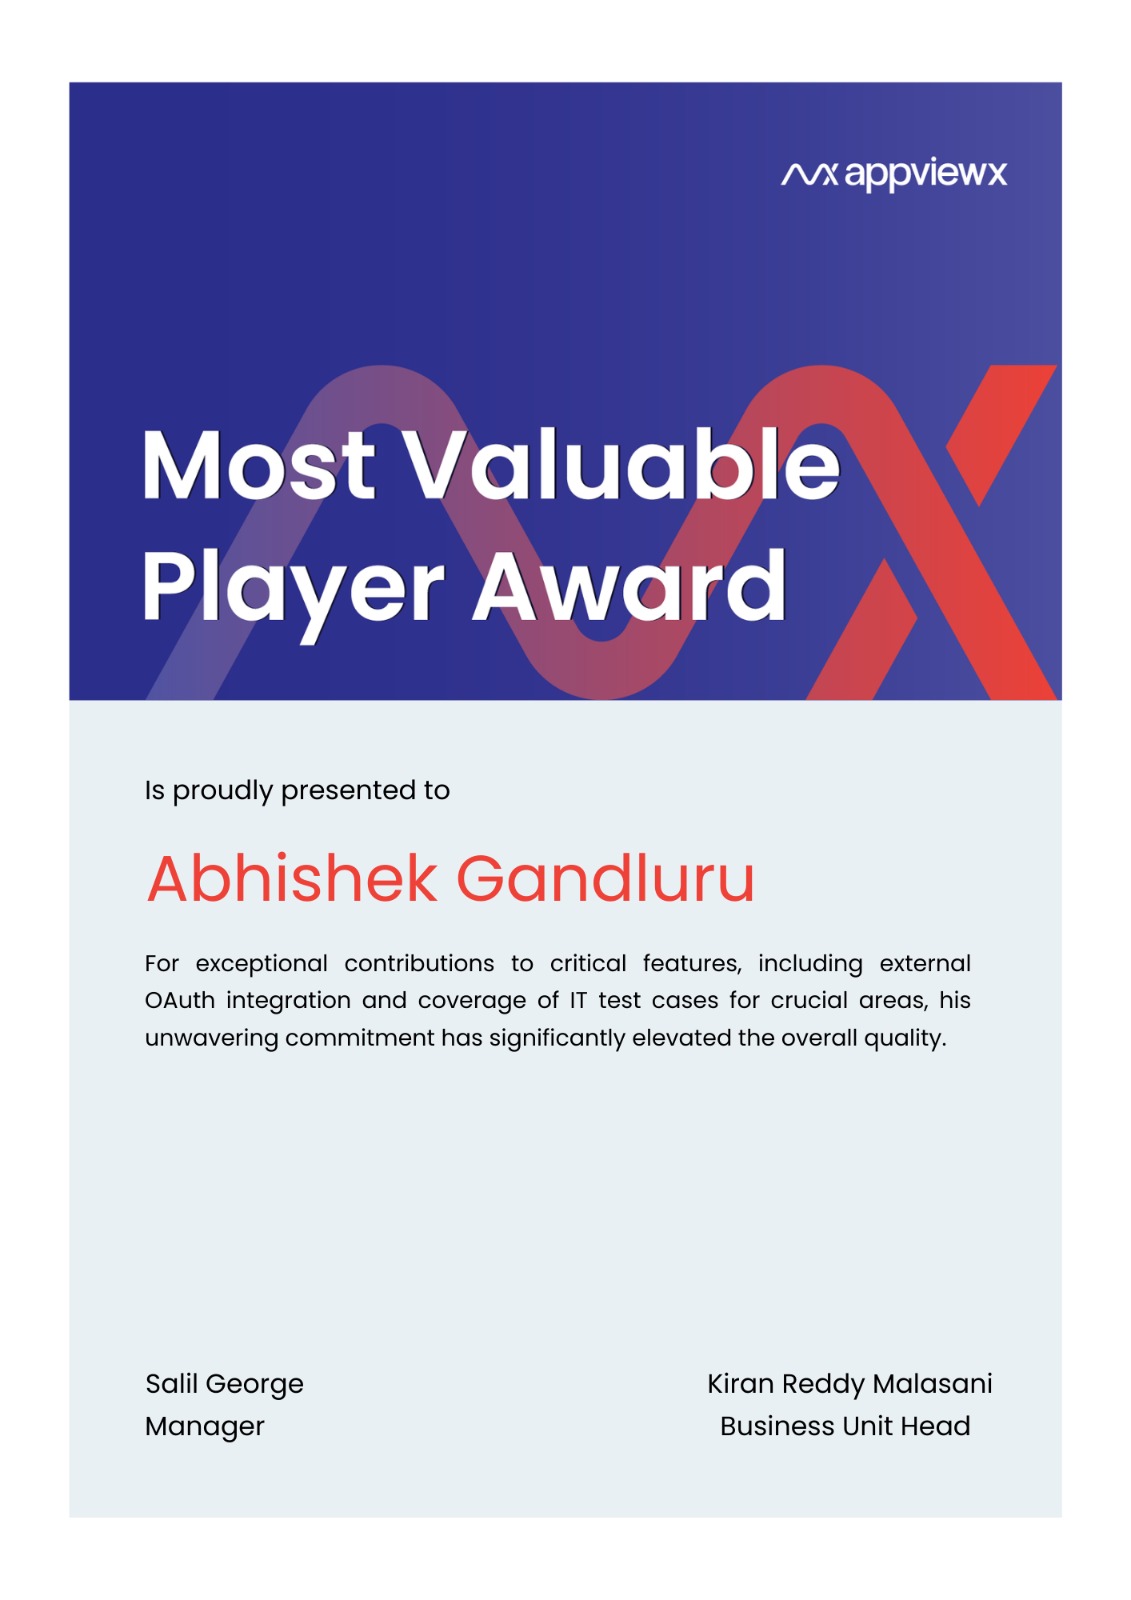 appviewx
Most Valuable
Player Award
Is proudly presented to
Abhishek Gandluru
For exceptional contributions to critical features, including external
OAuth integration and coverage of IT test cases for crucial areas, his
unwavering commitment has significantly elevated the overall quality.
Salil George
Manager
Kiran Reddy Malasani
Business Unit Head